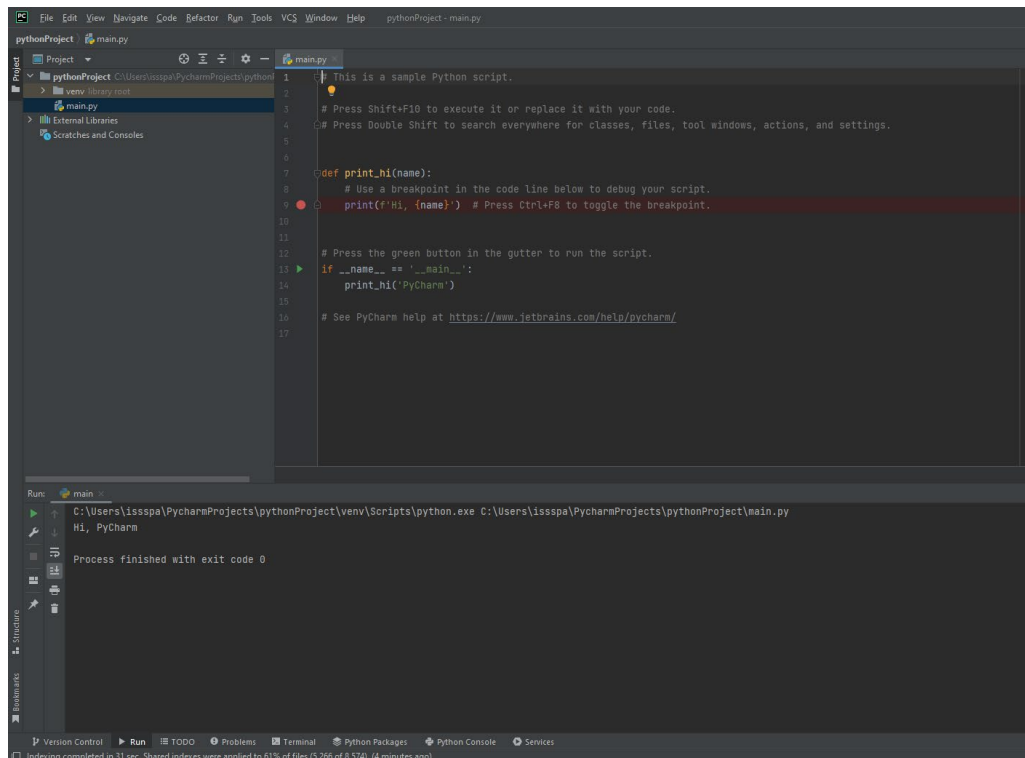 PC File Edit View Navigate Code Refactor Run Tools VCS Window Help pythonProject - main.py
pythonProject main.py
Project
Project
main.py
pythonProject C:\Users\issspa\PycharmProjects\python
venv library root
main.py
External Libraries
Scratches and Consoles
1 # This is a sample Python script.
2
3 # Press Shift+F10 to execute it or replace it with your code.
4 # Press Double Shift to search everywhere for classes, files, tool windows, actions, and settings.
5
6
7 def print_hi(name):
8 # Use a breakpoint in the code line below to debug your script.
9 print(f'Hi, {name}') # Press Ctrl+F8 to toggle the breakpoint.
10
11
12 # Press the green button in the gutter to run the script.
13 if __name__ == '__main__':
14 print_hi('PyCharm')
15
16 # See PyCharm help at https://www.jetbrains.com/help/pycharm/
17
Run: main
C:\Users\issspa\PycharmProjects\pythonProject\venv\Scripts\python.exe C:\Users\issspa\PycharmProjects\pythonProject\main.py
Hi, PyCharm
Process finished with exit code 0
Structure
Bookmarks
Version Control Run TODO Problems Terminal Python Packages Python Console Services
Indexing completed in 31 sec. Shared indexes were applied to 61% of files (5,266 of 8,574). (4 minutes ago)